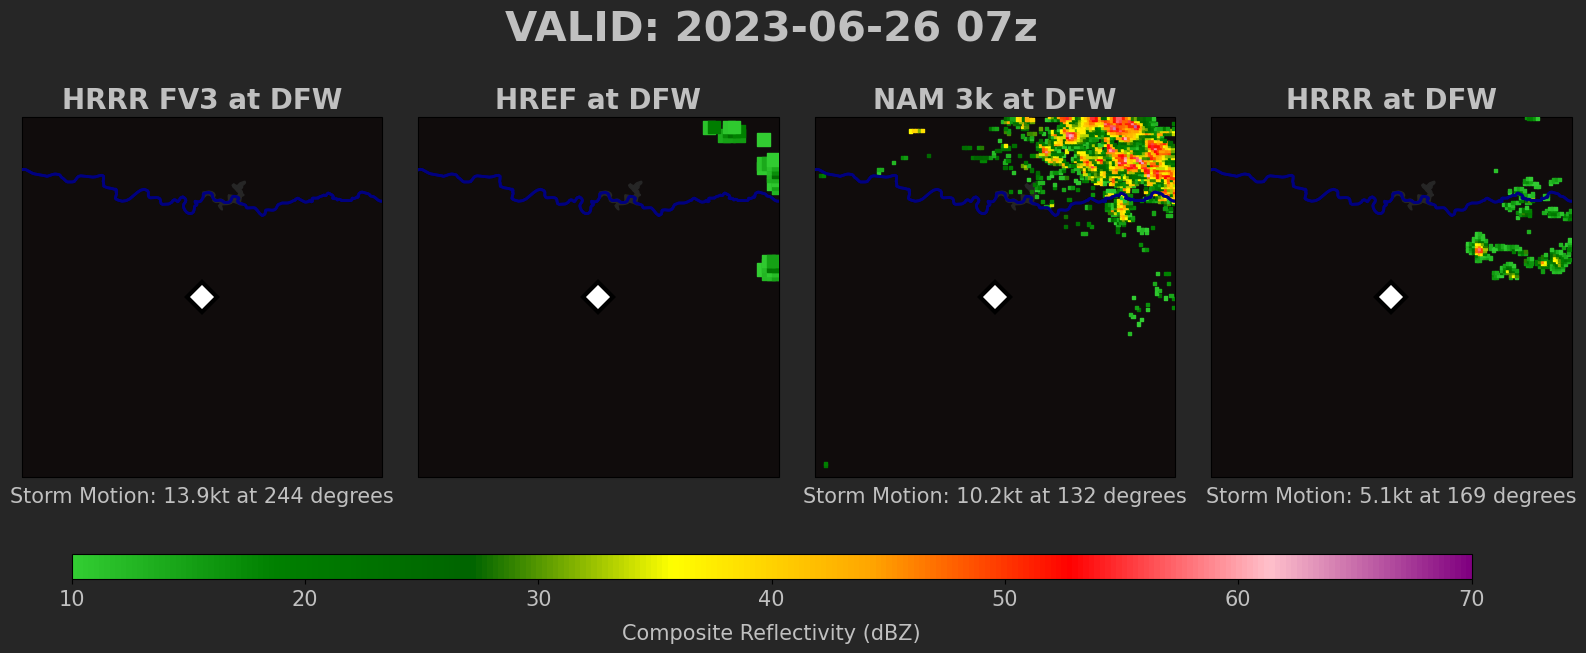 VALID: 2023-06-26 07z
HRRR FV3 at DFW
HREF at DFW
NAM 3k at DFW
HRRR at DFW
Storm Motion: 13.9kt at 244 degrees
Storm Motion: 10.2kt at 132 degrees
Storm Motion: 5.1kt at 169 degrees
10 20 30 40 50 60 70
Composite Reflectivity (dBZ)